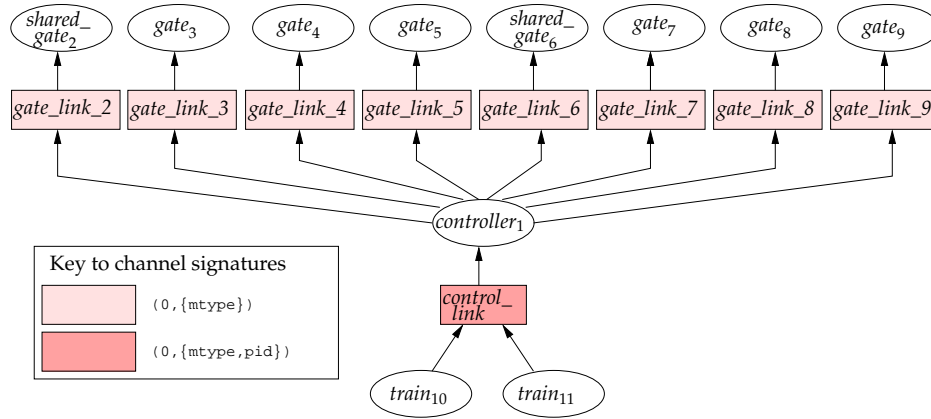 shared_
gate₂
gate₃
gate₄
gate₅
shared_
gate₆
gate₇
gate₈
gate₉
gate_link_2
gate_link_3
gate_link_4
gate_link_5
gate_link_6
gate_link_7
gate_link_8
gate_link_9
controller₁
Key to channel signatures
(0,{mtype})
(0,{mtype,pid})
control_
link
train₁₀
train₁₁